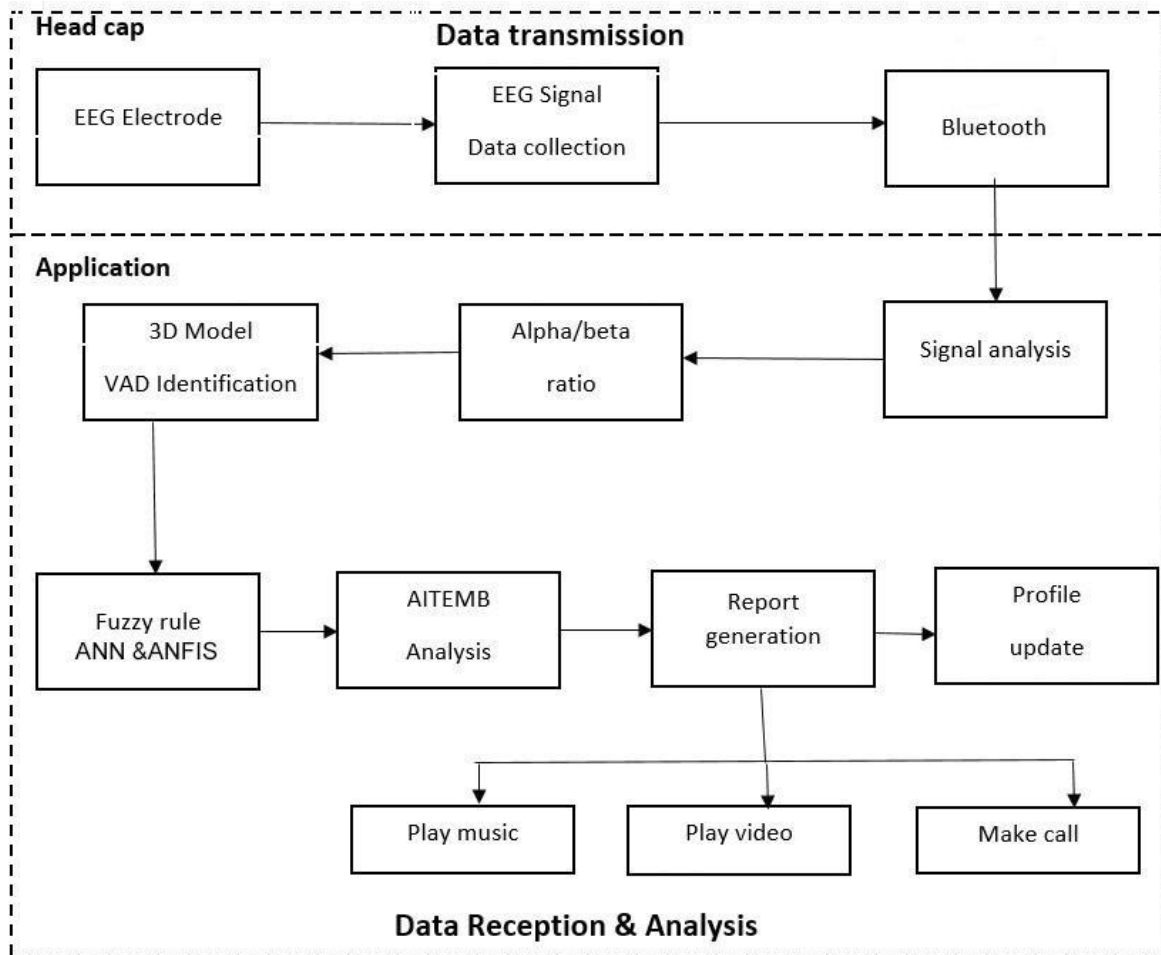 Head cap
Data transmission
EEG Electrode
EEG Signal
Data collection
Bluetooth
Application
3D Model
VAD Identification
Alpha/beta
ratio
Signal analysis
Fuzzy rule
ANN &ANFIS
AITEMB
Analysis
Report
generation
Profile
update
Play music
Play video
Make call
Data Reception & Analysis